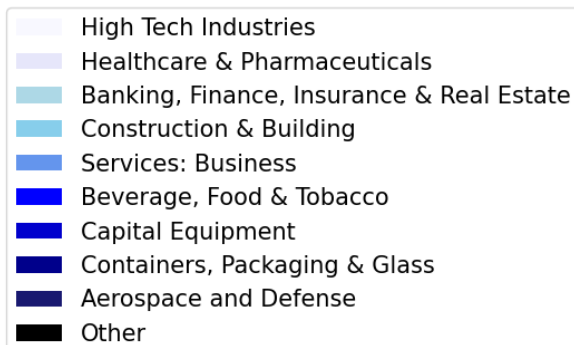 High Tech Industries
Healthcare & Pharmaceuticals
Banking, Finance, Insurance & Real Estate
Construction & Building
Services: Business
Beverage, Food & Tobacco
Capital Equipment
Containers, Packaging & Glass
Aerospace and Defense
Other